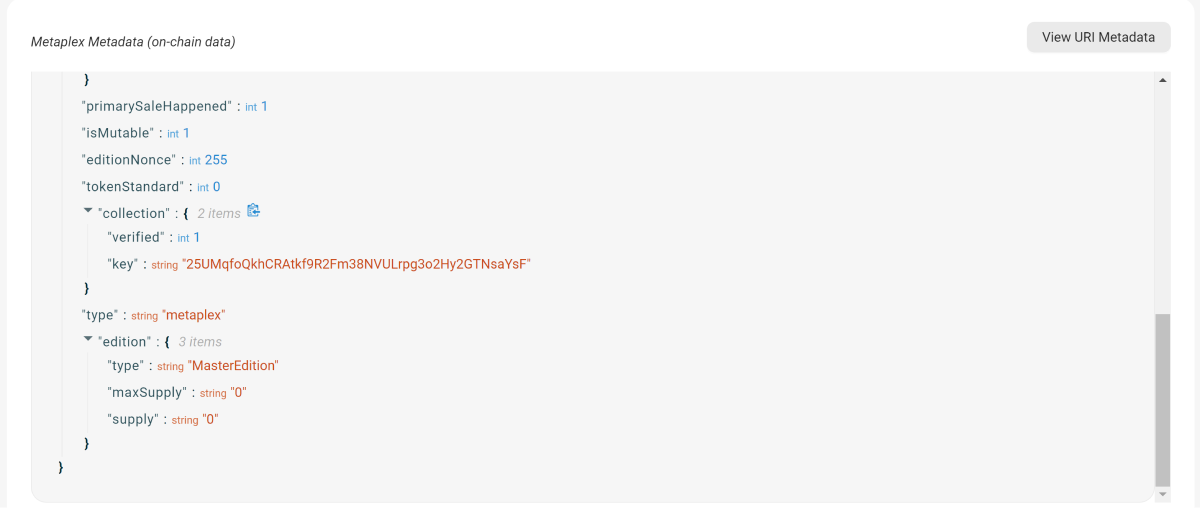 Metaplex Metadata (on-chain data)
View URI Metadata
}
"primarySaleHappened" : int 1
"isMutable" : int 1
"editionNonce" : int 255
"tokenStandard" : int 0
"collection" : { 2 items
"verified" : int 1
"key" : string "25UMqfoQkhCRAtkf9R2Fm38NVULrpg3o2Hy2GTNsaYsF"
}
"type" : string "metaplex"
"edition" : { 3 items
"type" : string "MasterEdition"
"maxSupply" : string "0"
"supply" : string "0"
}
}